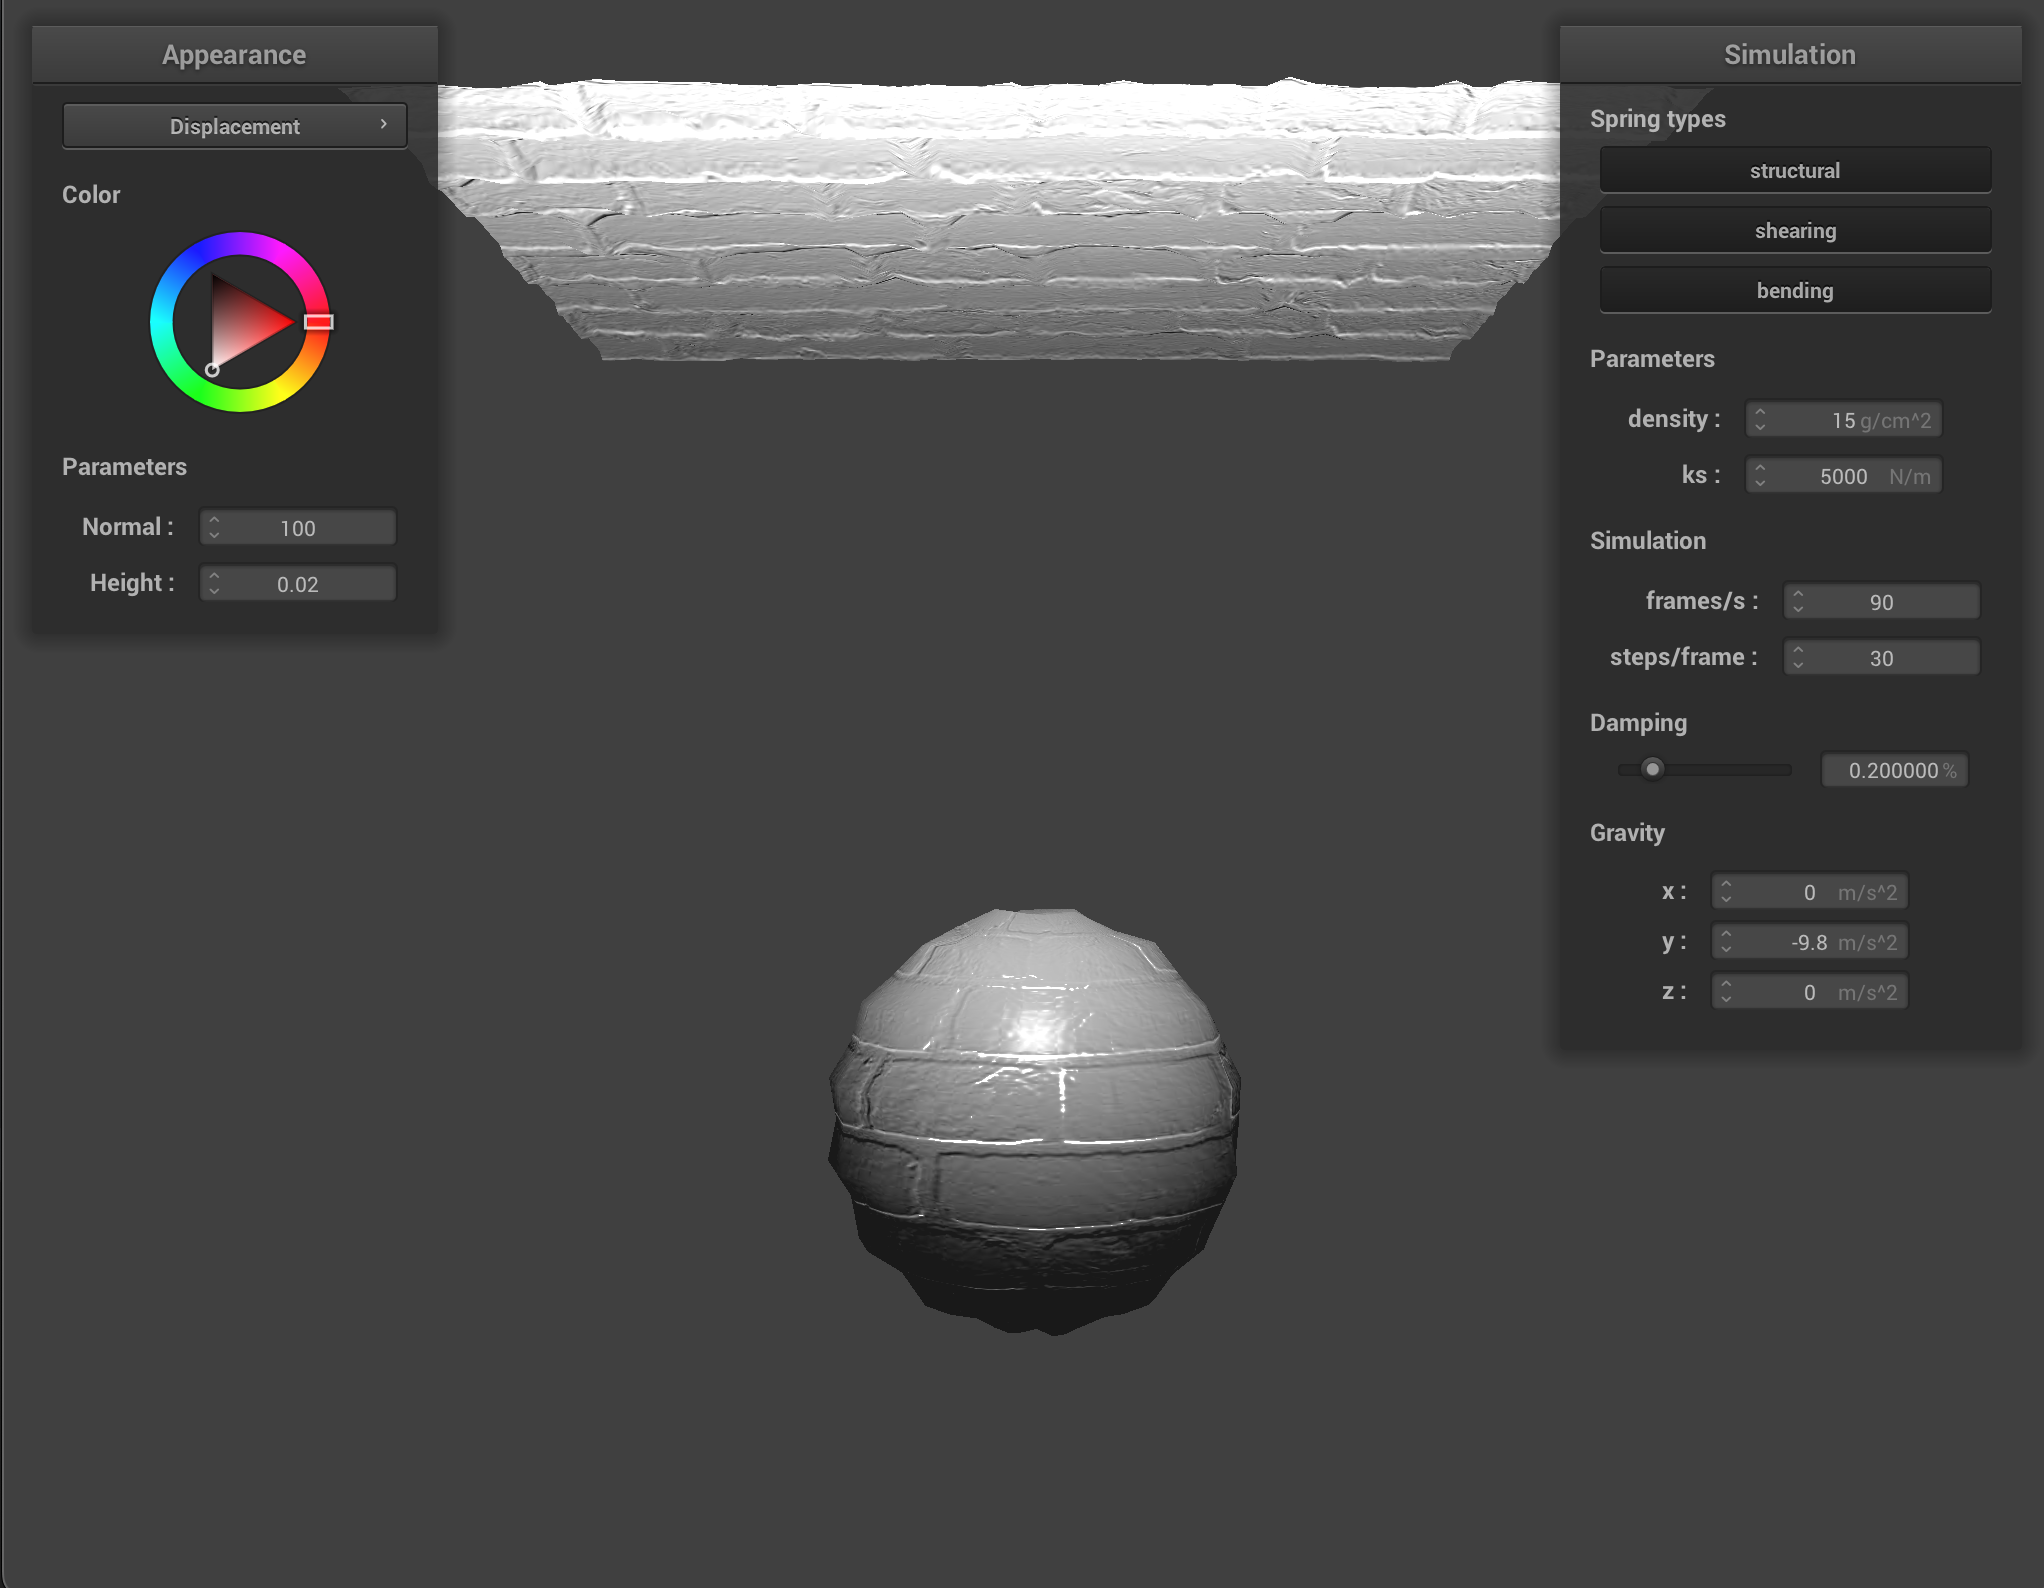 Appearance
Displacement
Color
Parameters
Normal : 100
Height : 0.02
Simulation
Spring types
structural
shearing
bending
Parameters
density : 15 g/cm^2
ks : 5000 N/m
Simulation
frames/s : 90
steps/frame : 30
Damping
0.200000 %
Gravity
x : 0 m/s^2
y : -9.8 m/s^2
z : 0 m/s^2